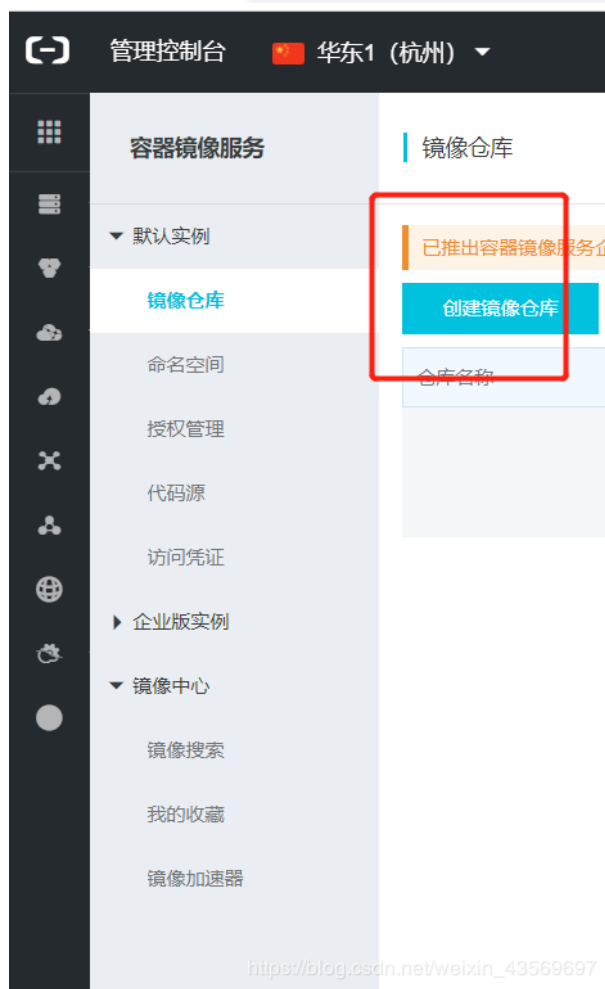 管理控制台 华东1（杭州）
容器镜像服务
默认实例
镜像仓库
命名空间
授权管理
代码源
访问凭证
企业版实例
镜像中心
镜像搜索
我的收藏
镜像加速器
镜像仓库
已推出容器镜像服务企
创建镜像仓库
仓库名称
https://blog.csdn.net/weixin_43569697